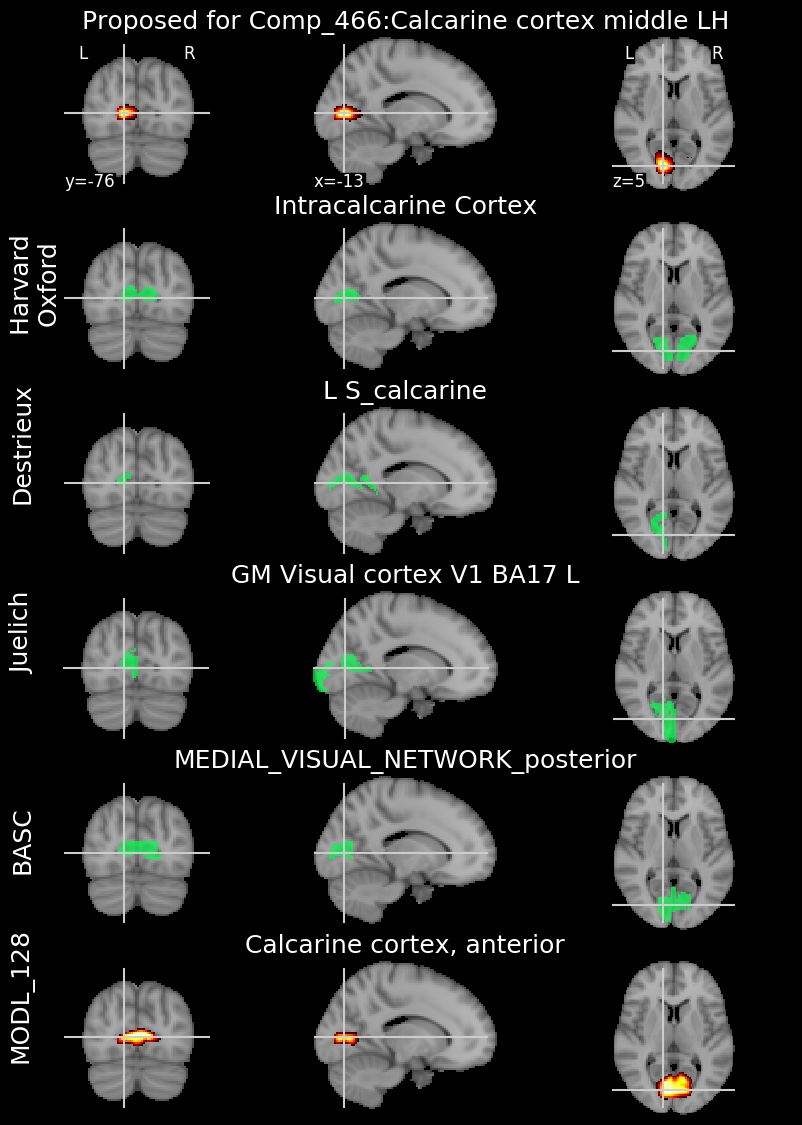 Proposed for Comp_466:Calcarine cortex middle LH
L R L R
y=-76 x=-13 z=5
Intracalcarine Cortex
Harvard
Oxford
L S_calcarine
Destrieux
GM Visual cortex V1 BA17 L
Juelich
MEDIAL_VISUAL_NETWORK_posterior
BASC
Calcarine cortex, anterior
MODL_128